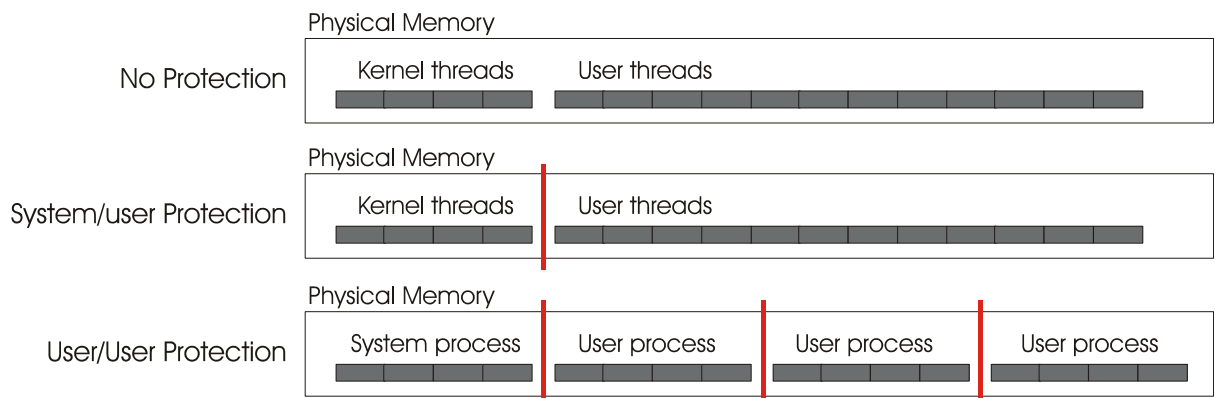 Physical Memory
No Protection
Kernel threads
User threads
Physical Memory
System/user Protection
Kernel threads
User threads
Physical Memory
User/User Protection
System process
User process
User process
User process